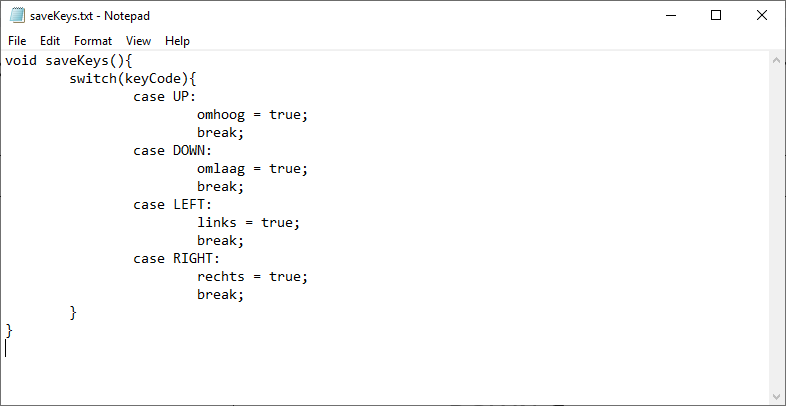 saveKeys.txt - Notepad
File Edit Format View Help
void saveKeys(){
	switch(keyCode){
		case UP:
			omhoog = true;
			break;
		case DOWN:
			omlaag = true;
			break;
		case LEFT:
			links = true;
			break;
		case RIGHT:
			rechts = true;
			break;
	}
}